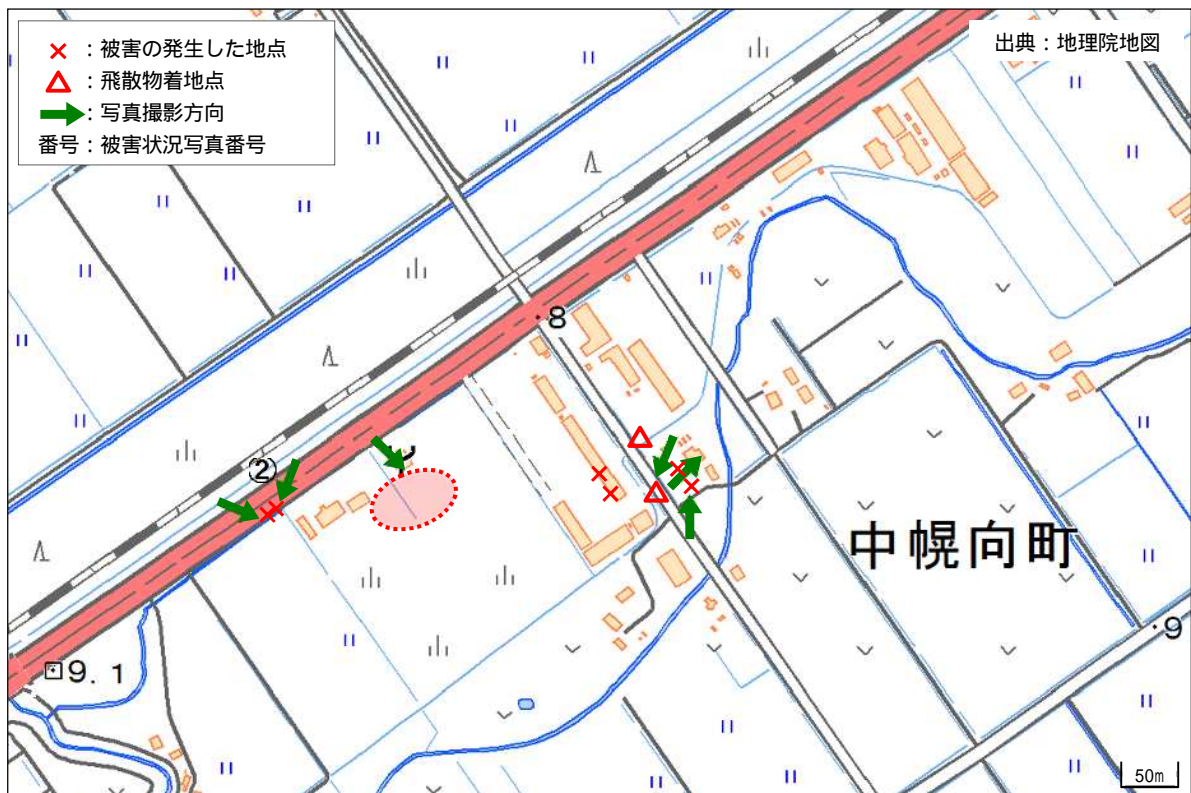 ×：被害の発生した地点
△：飛散物着地点
：写真撮影方向
番号：被害状況写真番号
出典：地理院地図
8
②
中幌向町
9
9.1
50m